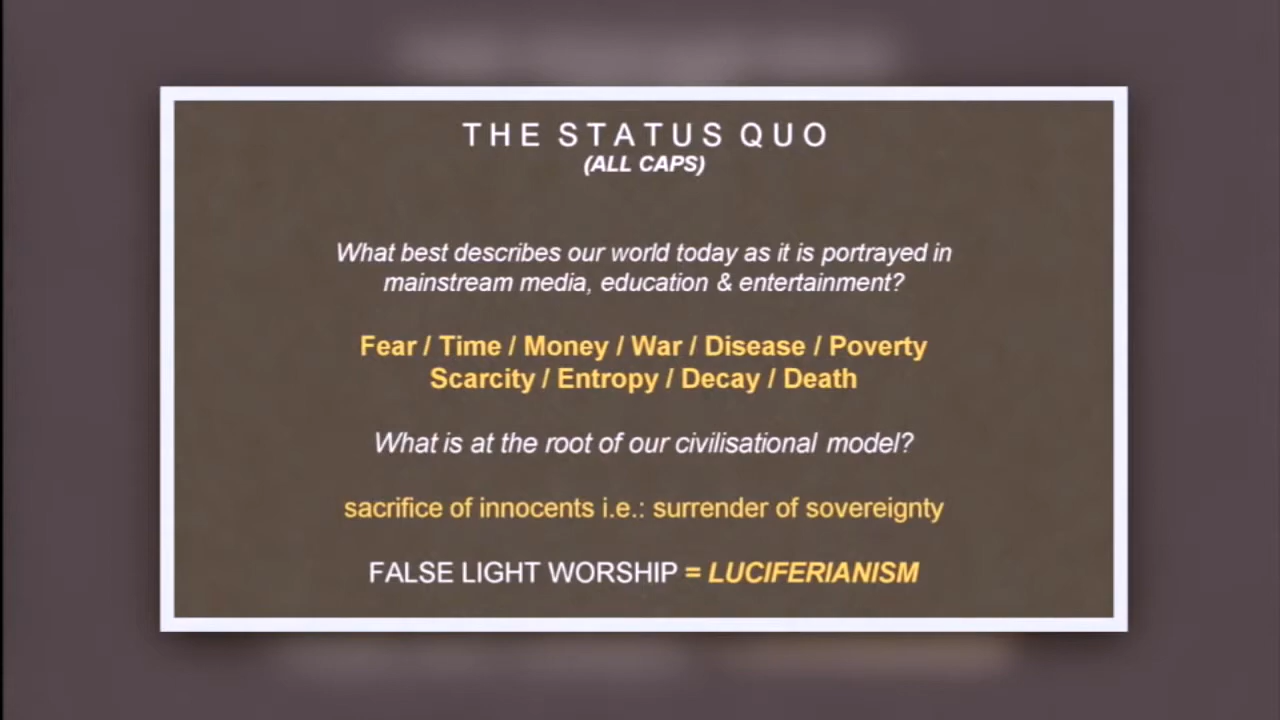 THE STATUS QUO
(ALL CAPS)
What best describes our world today as it is portrayed in
mainstream media, education & entertainment?
Fear / Time / Money / War / Disease / Poverty
Scarcity / Entropy / Decay / Death
What is at the root of our civilisational model?
sacrifice of innocents i.e.: surrender of sovereignty
FALSE LIGHT WORSHIP = LUCIFERIANISM